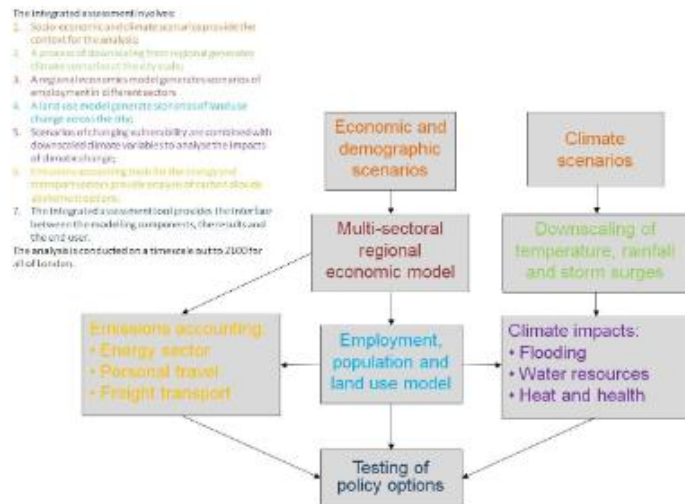 The integrated assessment involves:
1. Socio-economic and climate scenarios provide the
context for the analysis;
2. A process of downscaling from regional generates
climate scenarios at the city scale;
3. A regional economics model generates scenarios of
employment in different sectors
4. A land use model generate scenarios of land use
change across the city;
5. Scenarios of changing vulnerability are combined with
downscaled climate variables to analyse the impacts
of climatic change;
6. Emissions accounting tools for the energy and
transport sectors provide analysis of carbon dioxide
7. The integrated assessment tool provides the interface
between the modelling components, the results and
the end-user.
The analysis is conducted on a timescale out to 2100 for
all of London.
Economic and
demographic
scenarios
Climate
scenarios
Multi-sectoral
regional
economic model
Downscaling of
temperature, rainfall
and storm surges
Emissions accounting:
• Energy sector
• Personal travel
• Freight transport
Employment,
population and
land use model
Climate impacts:
• Flooding
• Water resources
• Heat and health
Testing of
policy options